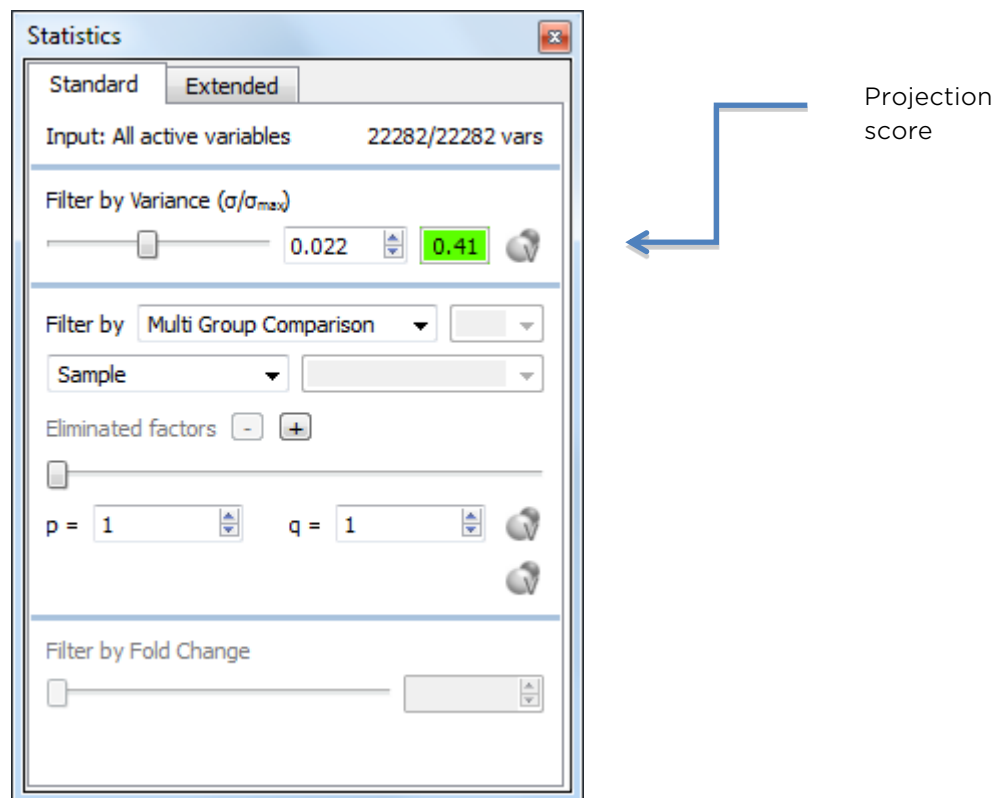 Statistics
Standard Extended
Input: All active variables 22282/22282 vars
Filter by Variance (σ/σmax)
0.022 0.41 V
Filter by Multi Group Comparison
Sample
Eliminated factors - +
p = 1 q = 1 V
V
Filter by Fold Change
Projection
score